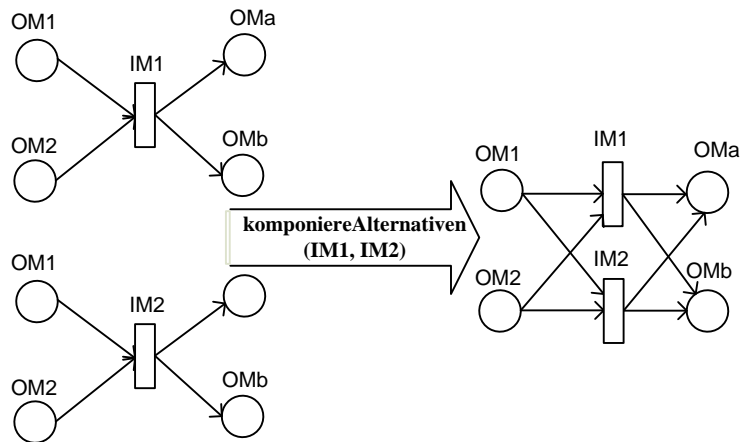 OM1
OMa
IM1
OM2
OMb
OM1
IM2
OM2
OMb
komponiereAlternativen
(IM1, IM2)
IM1
OM1
OMa
OM2
IM2
OMb